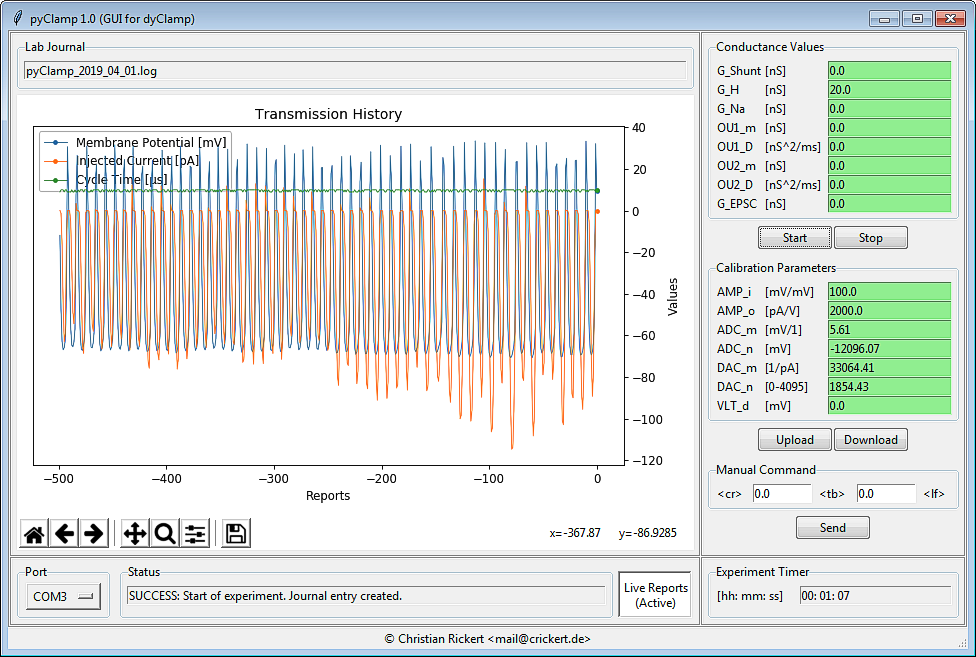 pyClamp 1.0 (GUI for dyClamp)
Lab Journal
pyClamp_2019_04_01.log
Transmission History
Membrane Potential [mV]
Injected Current [pA]
Cycle Time [µs]
40
20
0
−20
−40
−60
−80
−100
−120
Values
−500
−400
−300
−200
−100
0
Reports
x=-367.87 y=-86.9285
Conductance Values
G_Shunt [nS] 0.0
G_H [nS] 20.0
G_Na [nS] 0.0
OU1_m [nS] 0.0
OU1_D [nS^2/ms] 0.0
OU2_m [nS] 0.0
OU2_D [nS^2/ms] 0.0
G_EPSC [nS] 0.0
Start Stop
Calibration Parameters
AMP_i [mV/mV] 100.0
AMP_o [pA/V] 2000.0
ADC_m [mV/1] 5.61
ADC_n [mV] -12096.07
DAC_m [1/pA] 33064.41
DAC_n [0-4095] 1854.43
VLT_d [mV] 0.0
Upload Download
Manual Command
<cr> 0.0 <tb> 0.0 <lf>
Send
Port
COM3
Status
SUCCESS: Start of experiment. Journal entry created.
Live Reports
(Active)
Experiment Timer
[hh: mm: ss] 00: 01: 07
© Christian Rickert <mail@crickert.de>